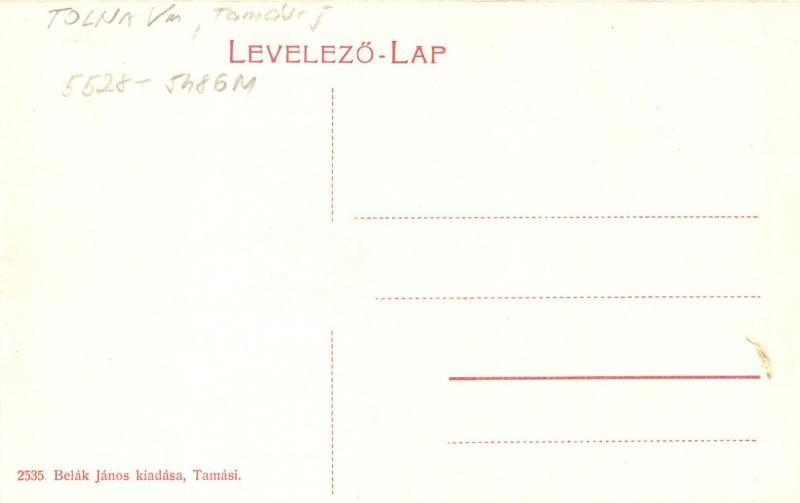 TOLNA Vm, Tamási j
LEVELEZŐ-LAP
5528-5486M
2535. Belák János kiadása, Tamási.